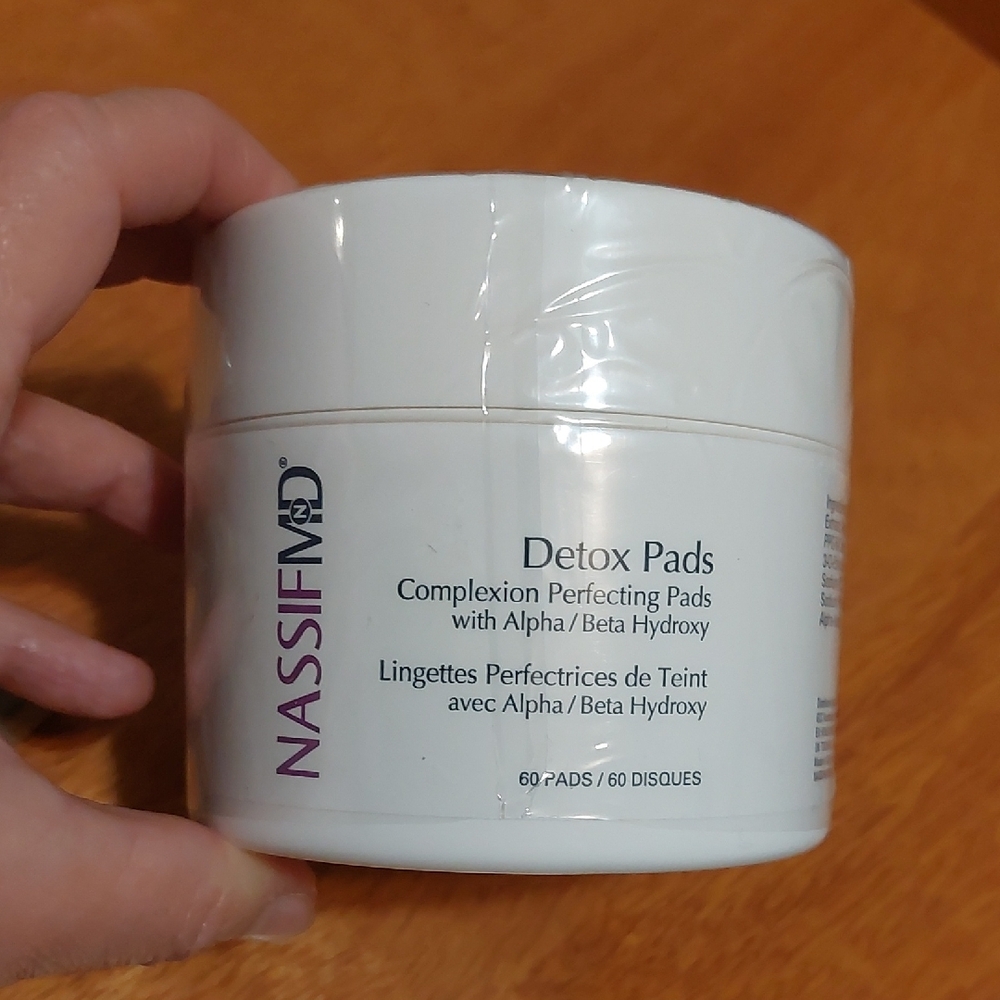 NASSIFMD®
Detox Pads
Complexion Perfecting Pads
with Alpha / Beta Hydroxy
Lingettes Perfectrices de Teint
avec Alpha / Beta Hydroxy
60 PADS / 60 DISQUES